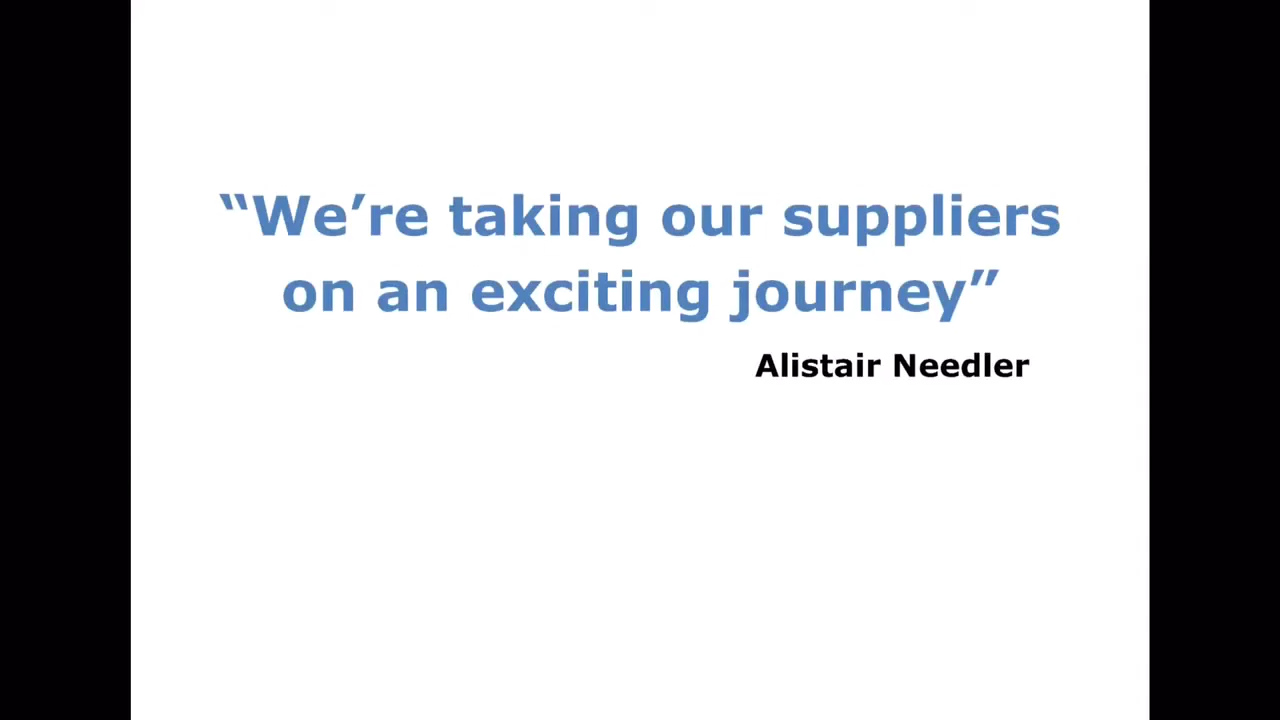 “We’re taking our suppliers
on an exciting journey”
Alistair Needler